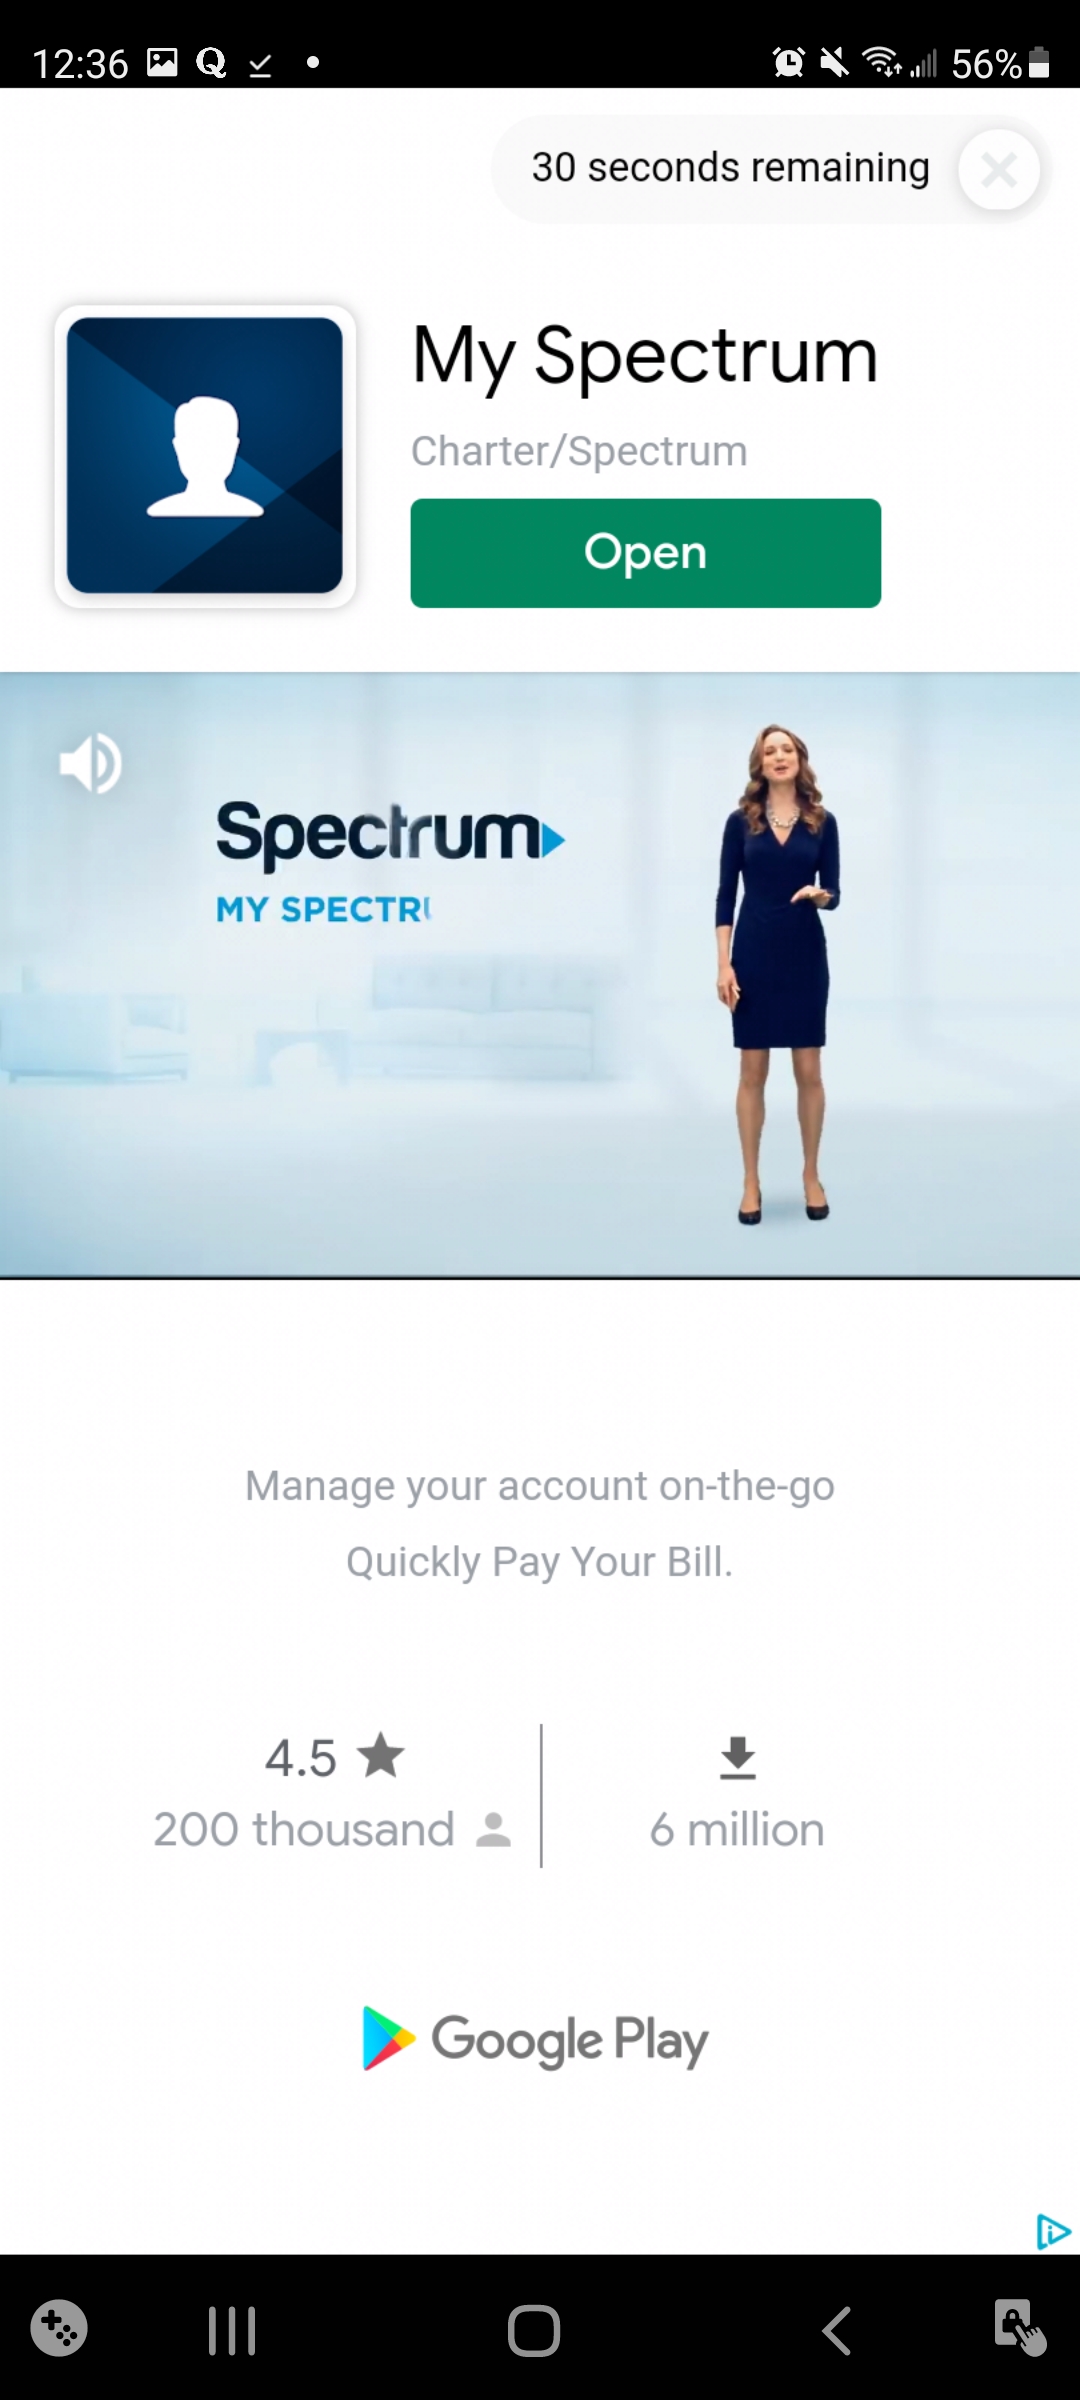 12:36
56%
30 seconds remaining
My Spectrum
Charter/Spectrum
Open
Spectrum
MY SPECTR
Manage your account on-the-go
Quickly Pay Your Bill.
4.5
200 thousand
6 million
Google Play